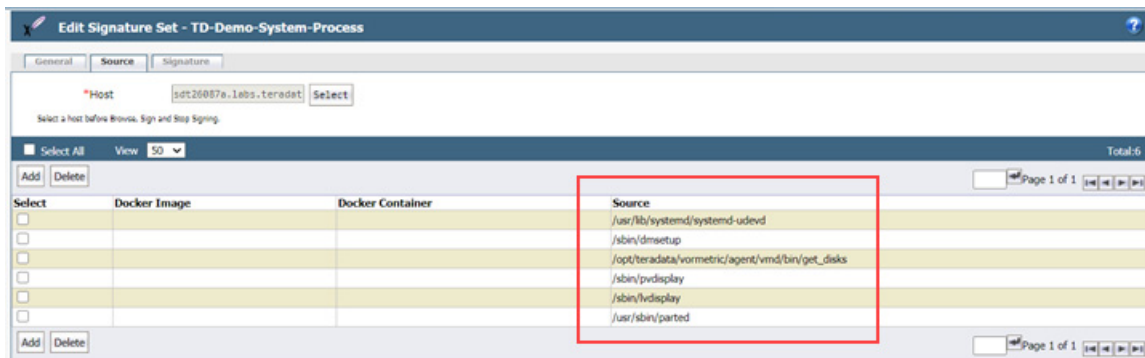 Edit Signature Set - TD-Demo-System-Process
?
General Source Signature
*Host sdt26087a.labs.teradat Select
Select a host before Browse, Sign and Stop Signing.
Select All View 50 Total:6
Add Delete Page 1 of 1
Select Docker Image Docker Container Source
/usr/lib/systemd/systemd-udevd
/sbin/dmsetup
/opt/teradata/vormetric/agent/vmd/bin/get_disks
/sbin/pvdisplay
/sbin/lvdisplay
/usr/sbin/parted
Add Delete Page 1 of 1